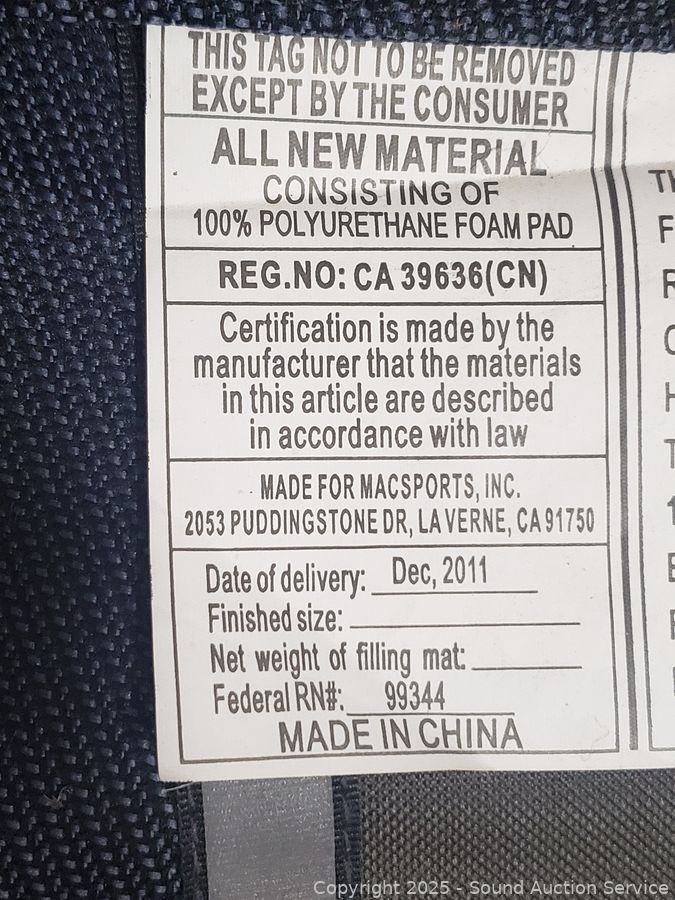 THIS TAG NOT TO BE REMOVED
EXCEPT BY THE CONSUMER
ALL NEW MATERIAL
CONSISTING OF
100% POLYURETHANE FOAM PAD
REG.NO: CA 39636(CN)
Certification is made by the
manufacturer that the materials
in this article are described
in accordance with law
MADE FOR MACSPORTS, INC.
2053 PUDDINGSTONE DR, LA VERNE, CA 91750
Date of delivery: Dec, 2011
Finished size:
Net weight of filling mat:
Federal RN#: 99344
MADE IN CHINA
Copyright 2025 - Sound Auction Service